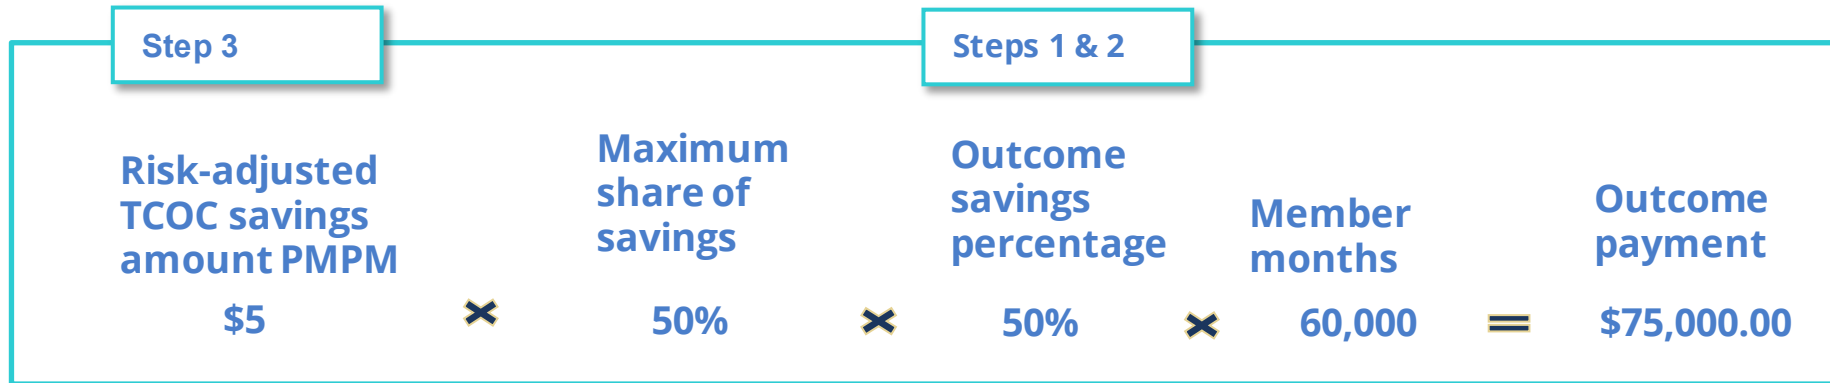 Step 3
Steps 1 & 2
Risk-adjusted
TCOC savings
amount PMPM
$5
×
Maximum
share of
savings
50%
×
Outcome
savings
percentage
50%
×
Member
months
60,000
=
Outcome
payment
$75,000.00